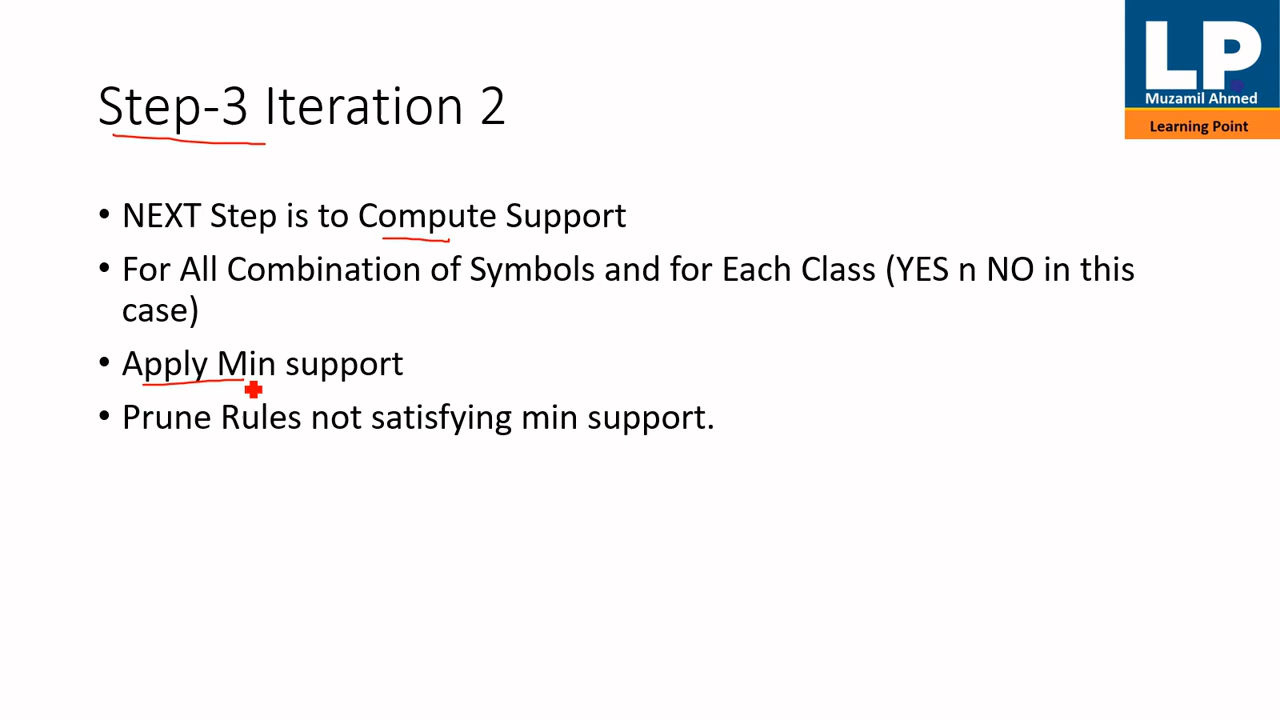 LP.
Muzamil Ahmed
Learning Point
Step-3 Iteration 2
• NEXT Step is to Compute Support
• For All Combination of Symbols and for Each Class (YES n NO in this
case)
• Apply Min support
• Prune Rules not satisfying min support.